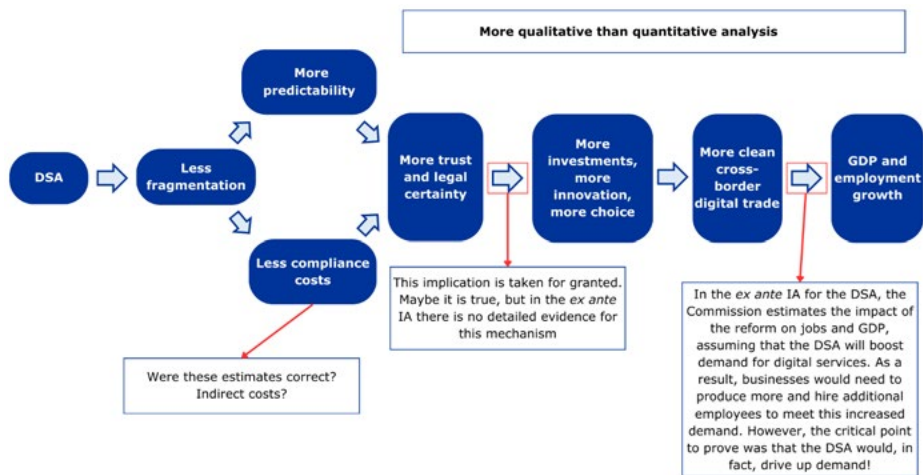 More qualitative than quantitative analysis
More
predictability
DSA
Less
fragmentation
More trust
and legal
certainty
More
investments,
more
innovation,
more choice
More clean
cross-
border
digital trade
GDP and
employment
growth
Less compliance
costs
This implication is taken for granted.
Maybe it is true, but in the ex ante
IA there is no detailed evidence for
this mechanism
Were these estimates correct?
Indirect costs?
In the ex ante IA for the DSA, the
Commission estimates the impact of
the reform on jobs and GDP,
assuming that the DSA will boost
demand for digital services. As a
result, businesses would need to
produce more and hire additional
employees to meet this increased
demand. However, the critical point
to prove was that the DSA would, in
fact, drive up demand!